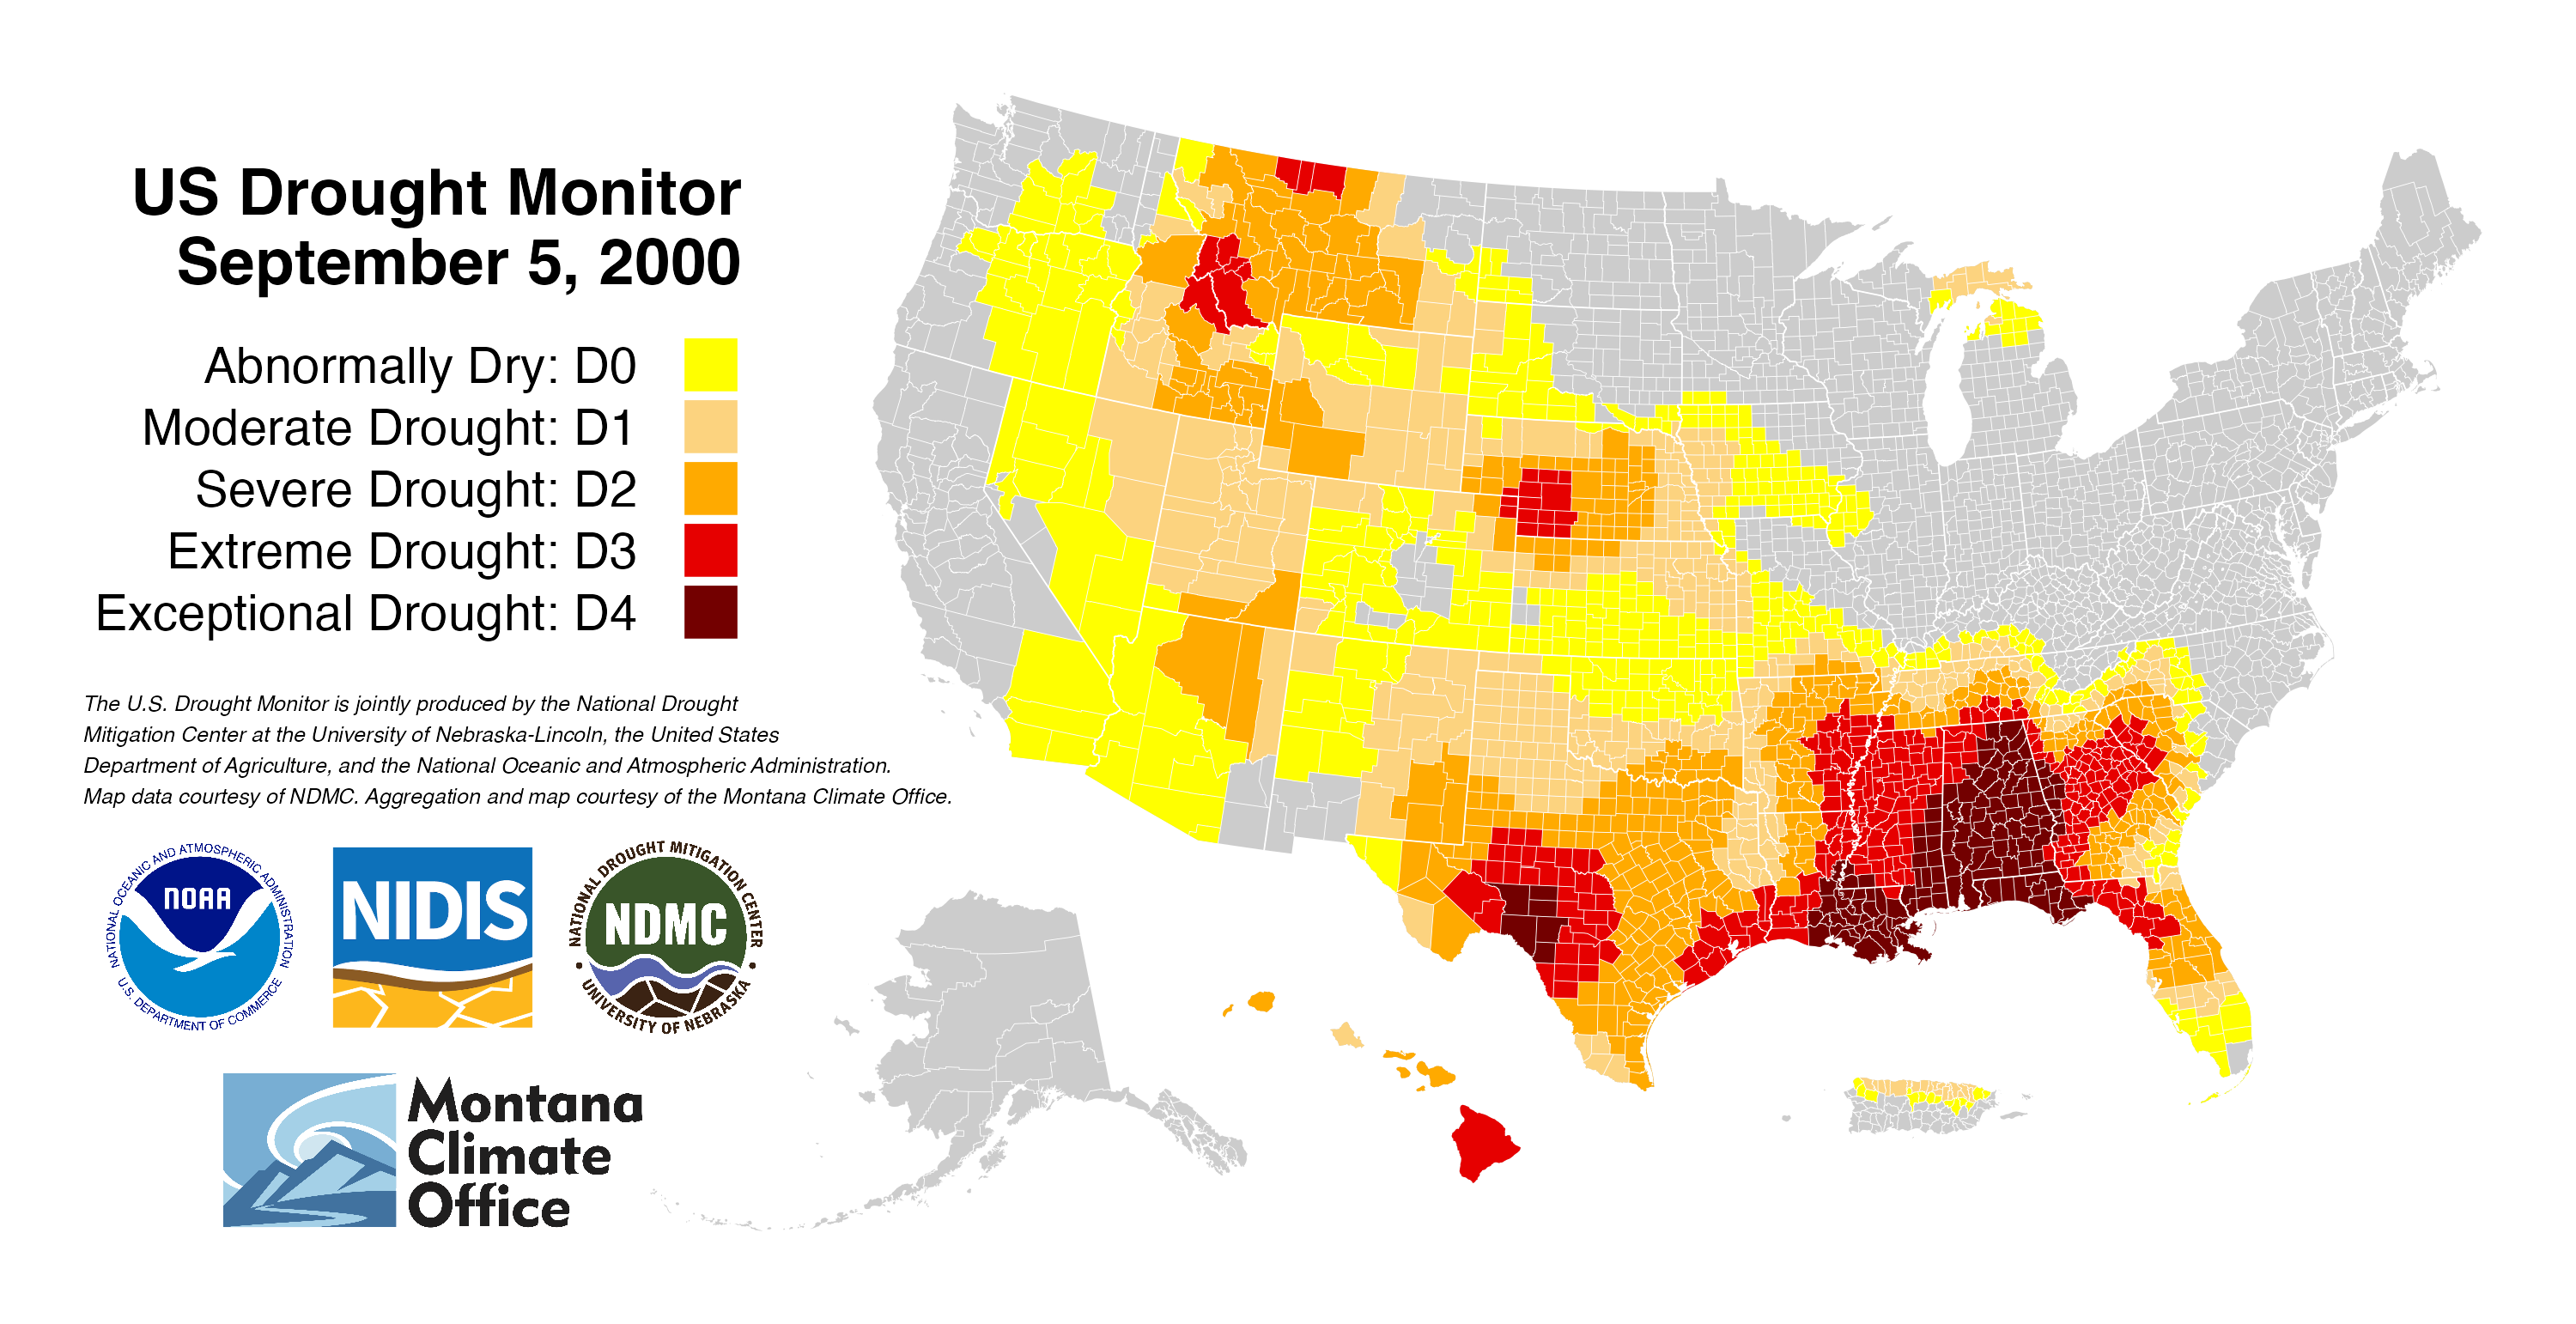 US Drought Monitor
September 5, 2000
Abnormally Dry: D0
Moderate Drought: D1
Severe Drought: D2
Extreme Drought: D3
Exceptional Drought: D4
The U.S. Drought Monitor is jointly produced by the National Drought
Mitigation Center at the University of Nebraska-Lincoln, the United States
Department of Agriculture, and the National Oceanic and Atmospheric Administration.
Map data courtesy of NDMC. Aggregation and map courtesy of the Montana Climate Office.
NATIONAL OCEANIC AND ATMOSPHERIC ADMINISTRATION
NOAA
U.S. DEPARTMENT OF COMMERCE
NIDIS
NATIONAL DROUGHT MITIGATION CENTER
NDMC
UNIVERSITY OF NEBRASKA
Montana
Climate
Office